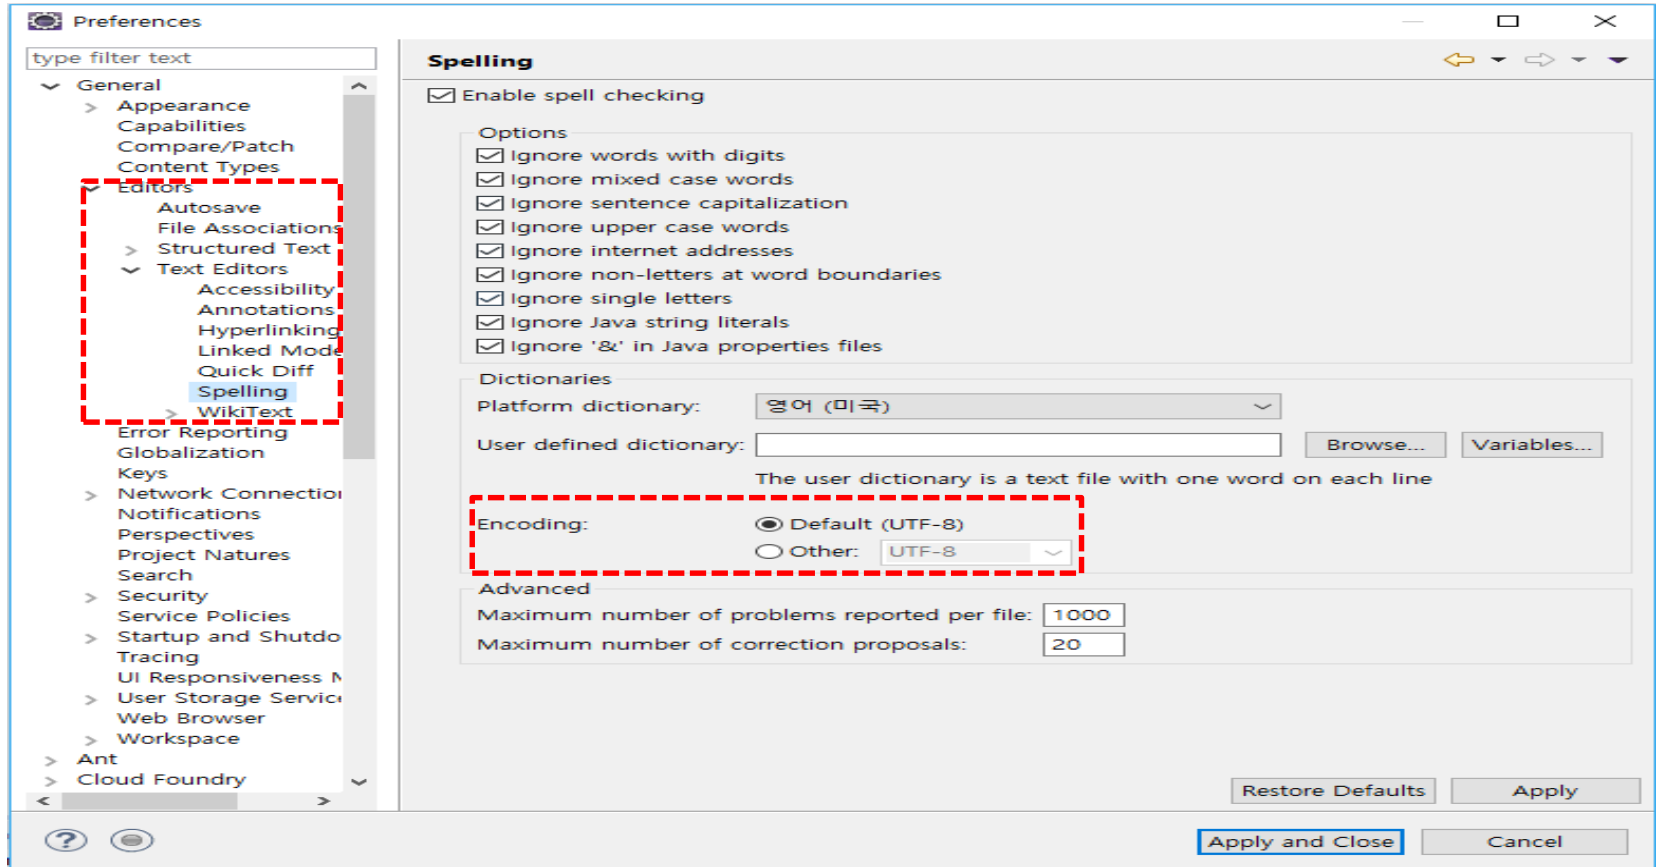 Preferences
type filter text
General
Appearance
Capabilities
Compare/Patch
Content Types
Editors
Autosave
File Associations
Structured Text
Text Editors
Accessibility
Annotations
Hyperlinking
Linked Mode
Quick Diff
Spelling
WikiText
Error Reporting
Globalization
Keys
Network Connection
Notifications
Perspectives
Project Natures
Search
Security
Service Policies
Startup and Shutdo
Tracing
UI Responsiveness M
User Storage Service
Web Browser
Workspace
Ant
Cloud Foundry
Spelling
Enable spell checking
Options
Ignore words with digits
Ignore mixed case words
Ignore sentence capitalization
Ignore upper case words
Ignore internet addresses
Ignore non-letters at word boundaries
Ignore single letters
Ignore Java string literals
Ignore '&' in Java properties files
Dictionaries
Platform dictionary: 영어 (미국)
User defined dictionary: Browse... Variables...
The user dictionary is a text file with one word on each line
Encoding: Default (UTF-8)
Other: UTF-8
Advanced
Maximum number of problems reported per file: 1000
Maximum number of correction proposals: 20
Restore Defaults Apply
Apply and Close Cancel